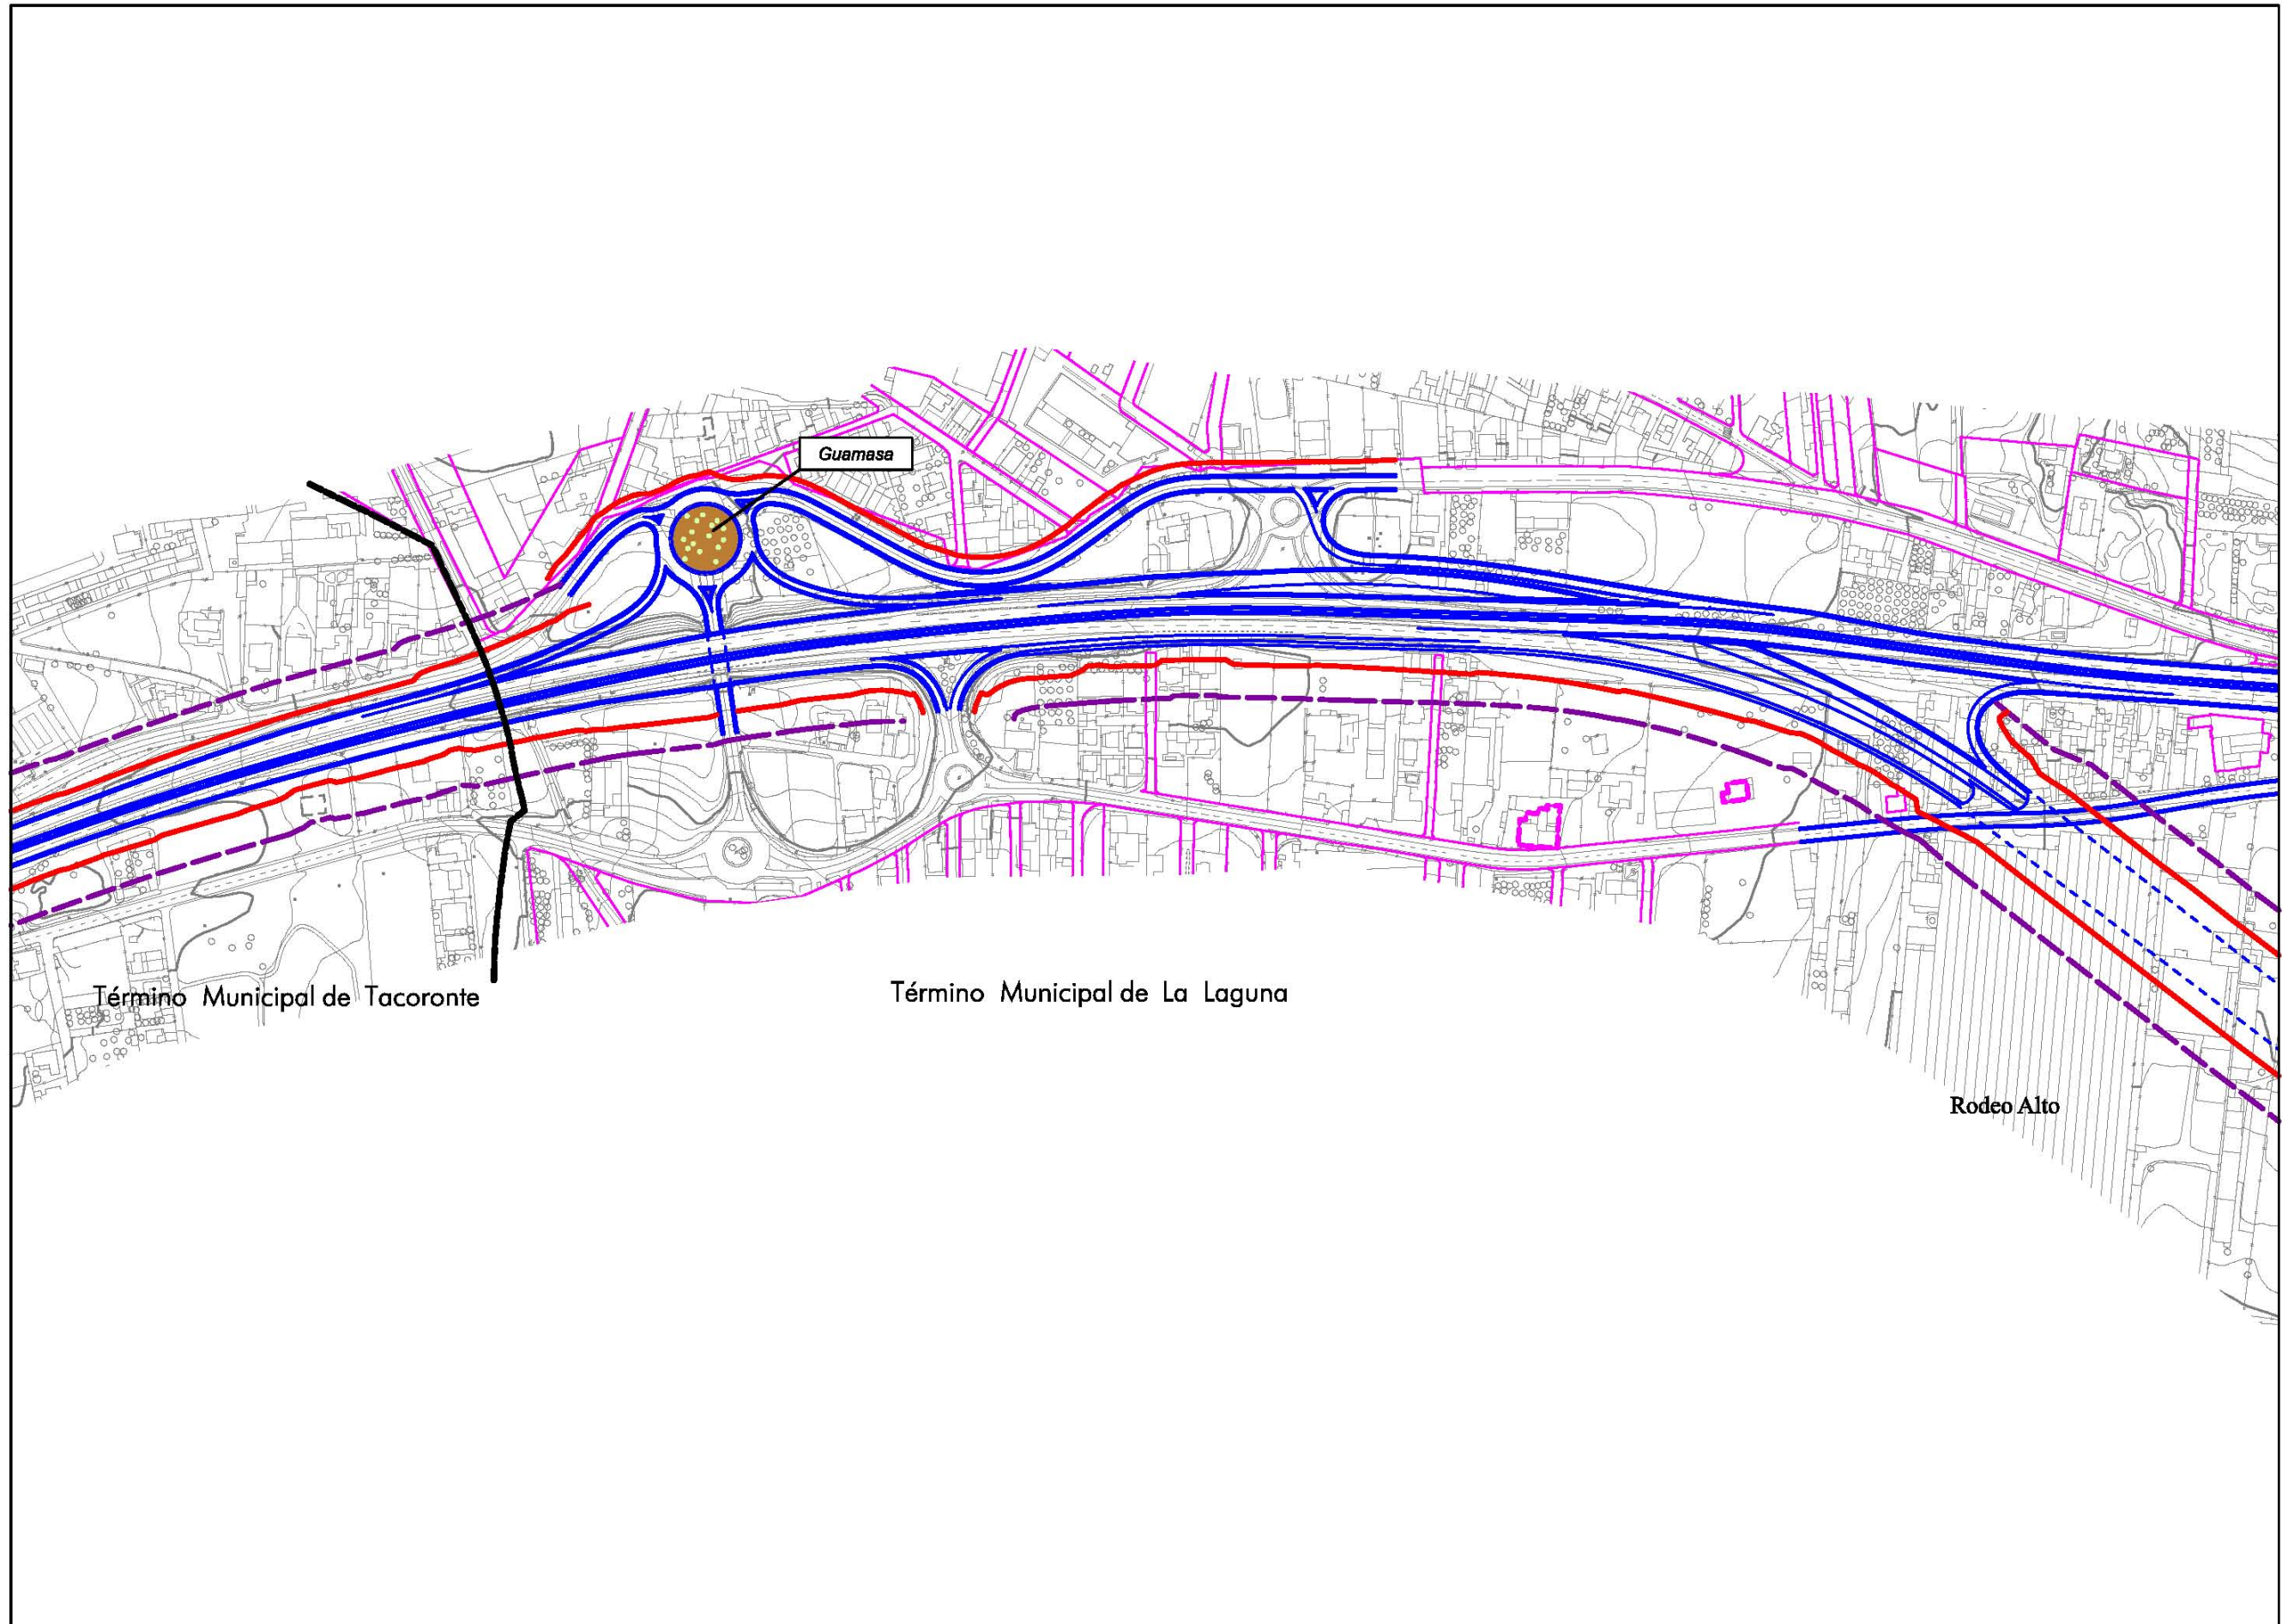 Guamasa
Término Municipal de Tacoronte
Término Municipal de La Laguna
Rodeo Alto